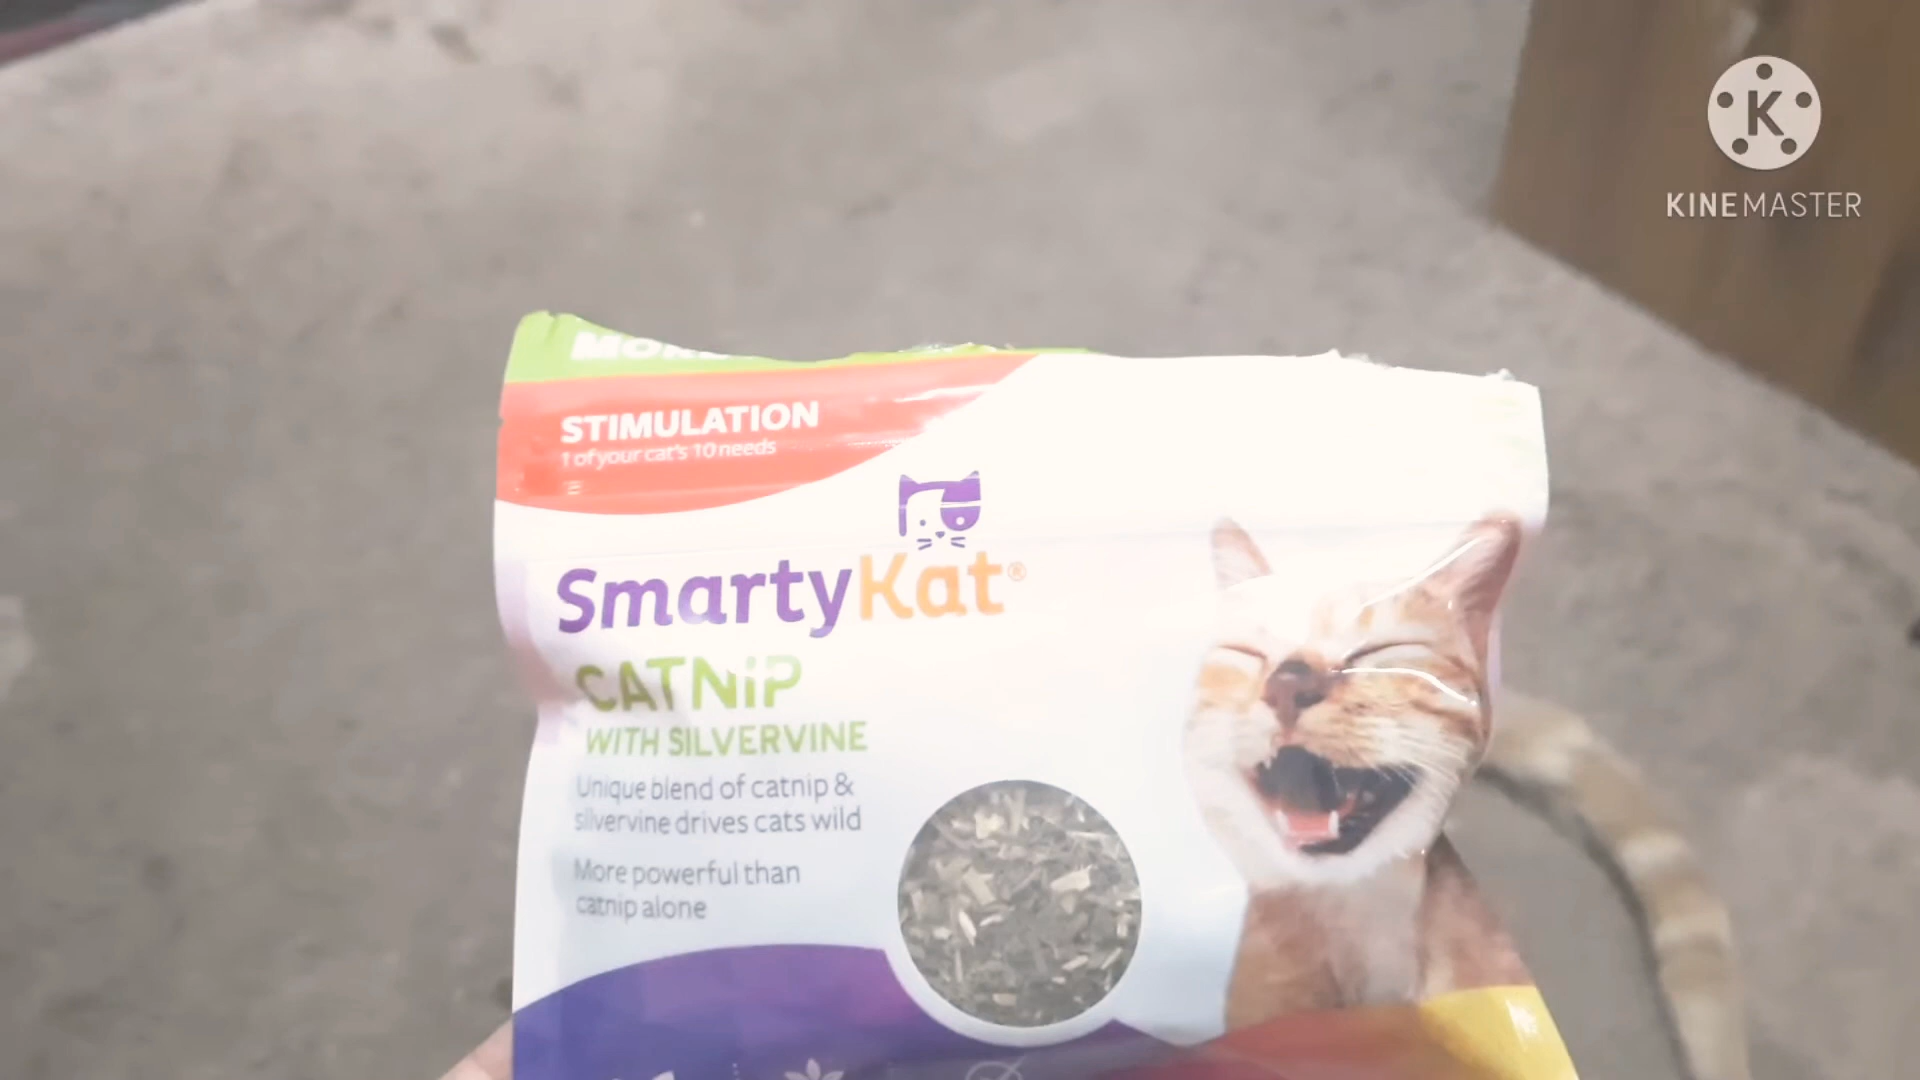 K
KINEMASTER
STIMULATION
1 of your cat's 10 needs
SmartyKat®
CATNiP
WITH SILVERVINE
Unique blend of catnip &
silvervine drives cats wild
More powerful than
catnip alone